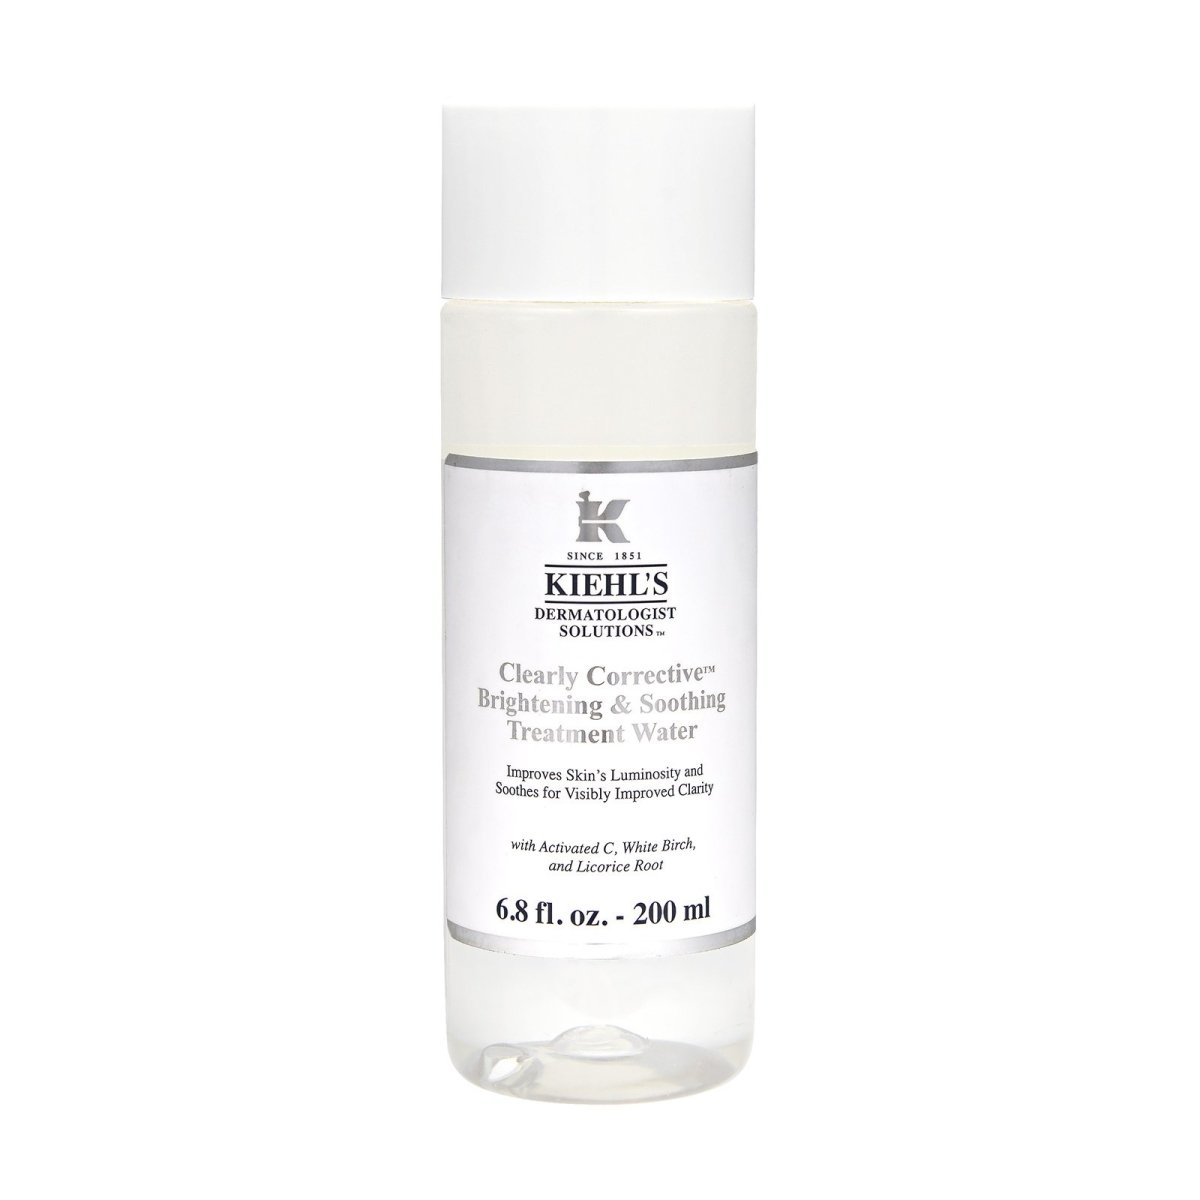 K
SINCE 1851
KIEHL'S
DERMATOLOGIST
SOLUTIONS™
Clearly Corrective™
Brightening & Soothing
Treatment Water
Improves Skin's Luminosity and
Soothes for Visibly Improved Clarity
with Activated C, White Birch,
and Licorice Root
6.8 fl. oz. - 200 ml